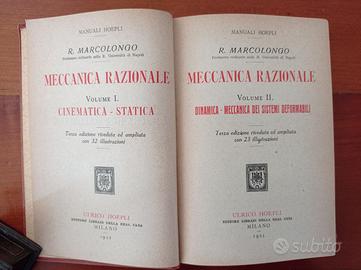 MANUALI HOEPLI
R. MARCOLONGO
Professore ordinario nella R. Università di Napoli
MECCANICA RAZIONALE
VOLUME I.
CINEMATICA - STATICA
Terza edizione riveduta ed ampliata
con 32 illustrazioni
ULRICO HOEPLI
EDITORE LIBRAIO DELLA REAL CASA
MILANO
MANUALI HOEPLI
R. MARCOLONGO
Professore ordinario nella R. Università di Napoli
MECCANICA RAZIONALE
VOLUME II.
DINAMICA - MECCANICA DEI SISTEMI DEFORMABILI
Terza edizione riveduta ed ampliata
con 23 illustrazioni
ULRICO HOEPLI
EDITORE LIBRAIO DELLA REAL CASA
MILANO
subito